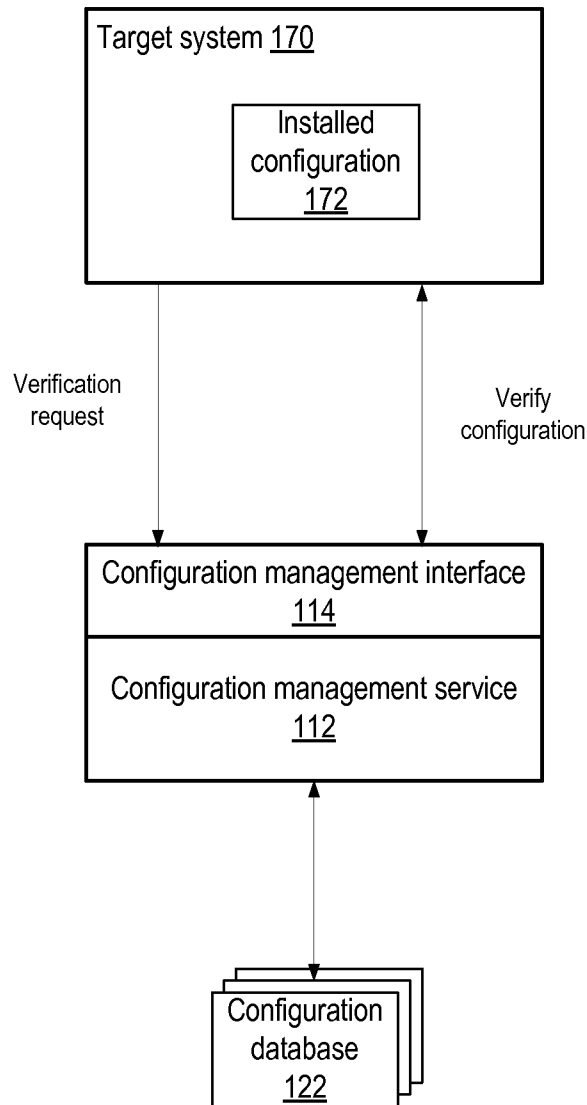 Target system 170
Installed
configuration
172
Verification
request
Verify
configuration
Configuration management interface
114
Configuration management service
112
Configuration
database
122